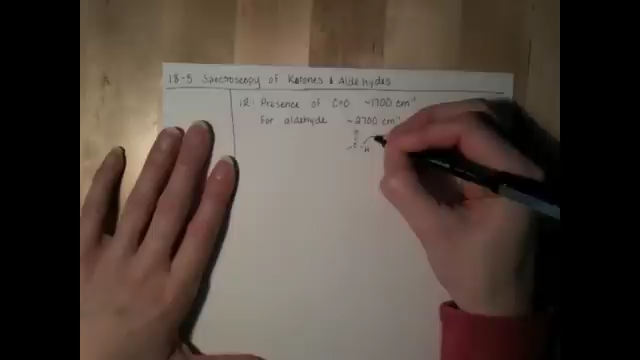 18-5 Spectroscopy of Ketones & Aldehydes
IR: Presence of C=O ~1700 cm⁻¹
For aldehyde ~2700 cm⁻¹
O
C
H